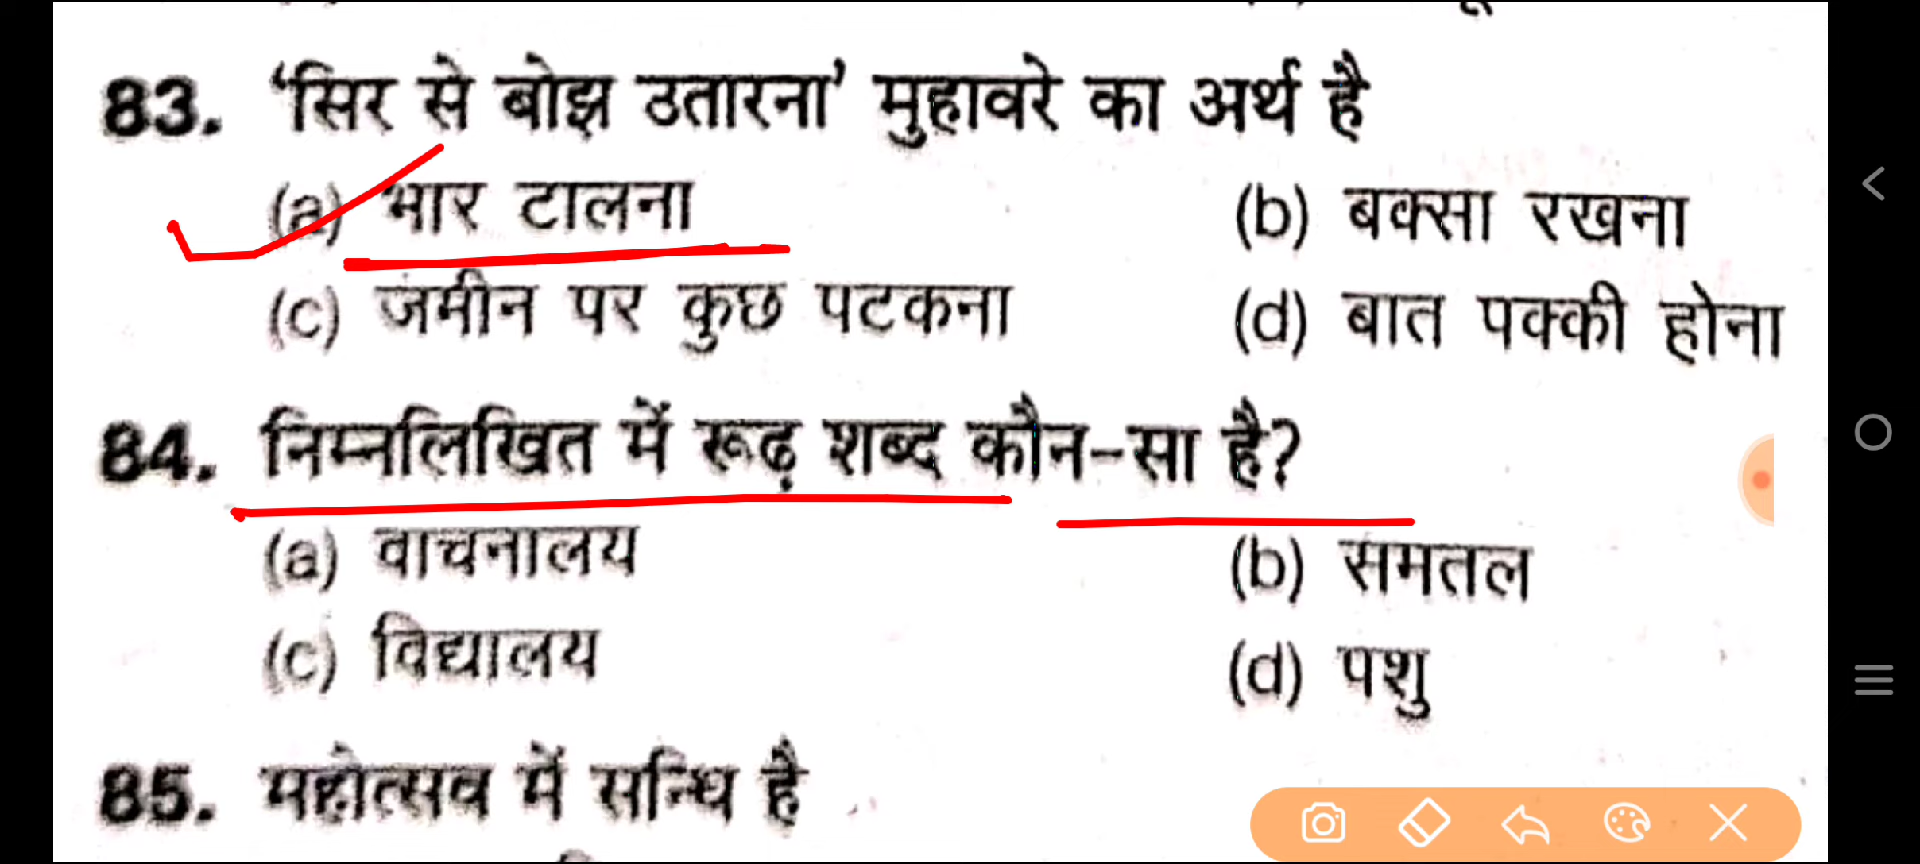 83. ‘सिर से बोझ उतारना’ मुहावरे का अर्थ है
(a) भार टालना (b) बक्सा रखना
(c) जमीन पर कुछ पटकना (d) बात पक्की होना
84. निम्नलिखित में रूढ़ शब्द कौन-सा है?
(a) वाचनालय (b) समतल
(c) विद्यालय (d) पशु
85. महोत्सव में सन्धि है